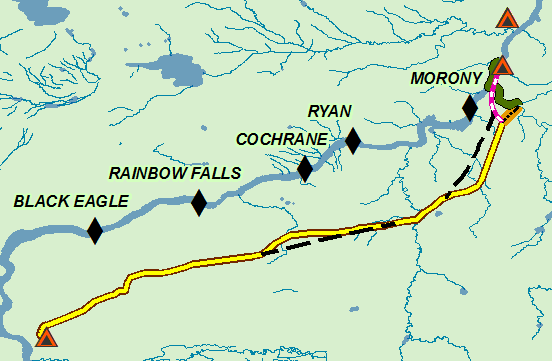 MORONY
RYAN
COCHRANE
RAINBOW FALLS
BLACK EAGLE